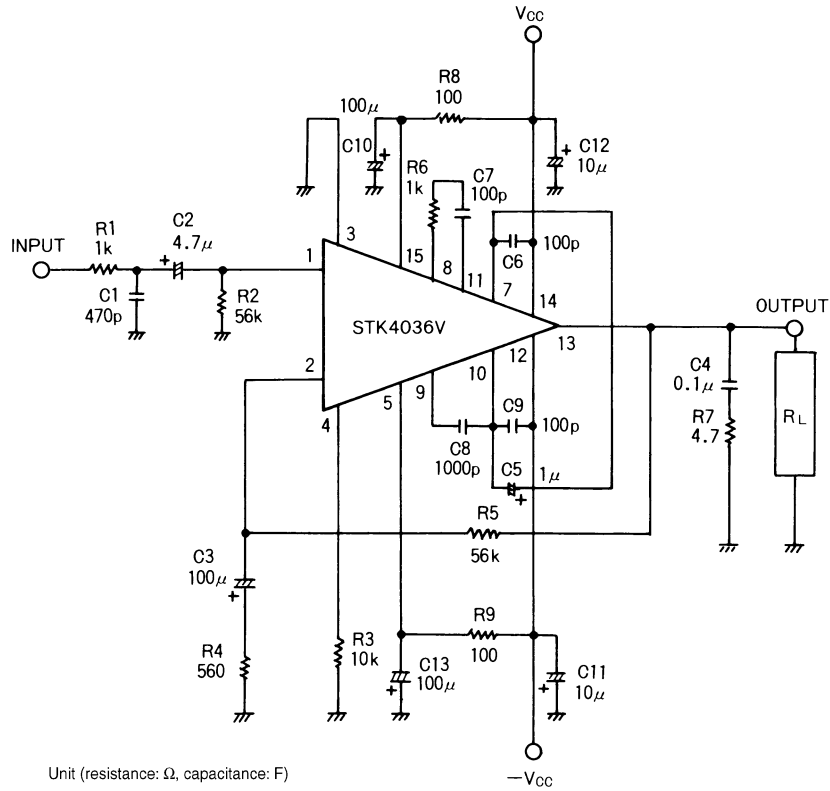 Vcc
R8
100
100μ
C10
C12
10μ
R6
1k
C7
100p
INPUT
R1
1k
C2
4.7μ
C1
470p
R2
56k
1
3
15
8
11
7
C6
100p
14
STK4036V
13
OUTPUT
2
4
5
9
10
12
C9
100p
C8
1000p
C5
1μ
C4
0.1μ
R7
4.7
RL
R5
56k
C3
100μ
R4
560
R3
10k
R9
100
C13
100μ
C11
10μ
−Vcc
Unit (resistance: Ω, capacitance: F)